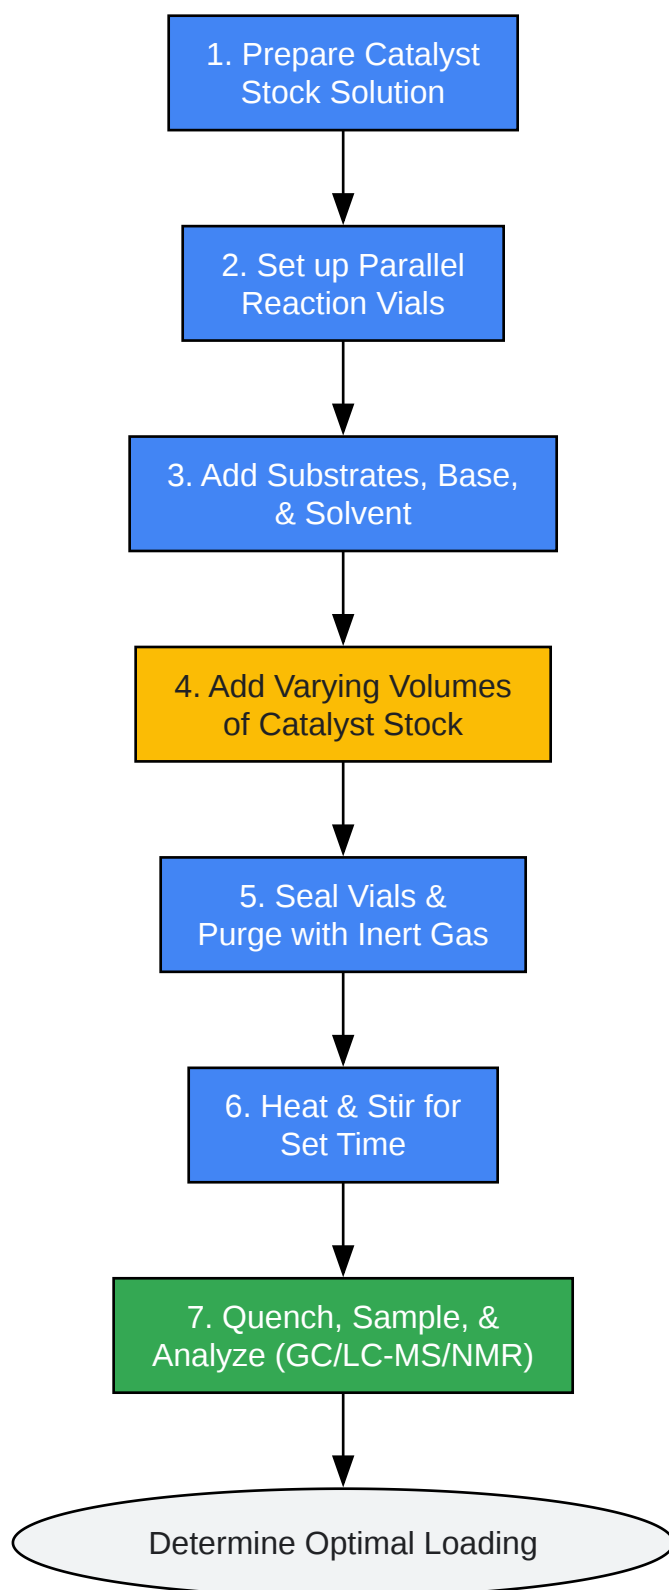 1. Prepare Catalyst
Stock Solution
2. Set up Parallel
Reaction Vials
3. Add Substrates, Base,
& Solvent
4. Add Varying Volumes
of Catalyst Stock
5. Seal Vials &
Purge with Inert Gas
6. Heat & Stir for
Set Time
7. Quench, Sample, &
Analyze (GC/LC-MS/NMR)
Determine Optimal Loading